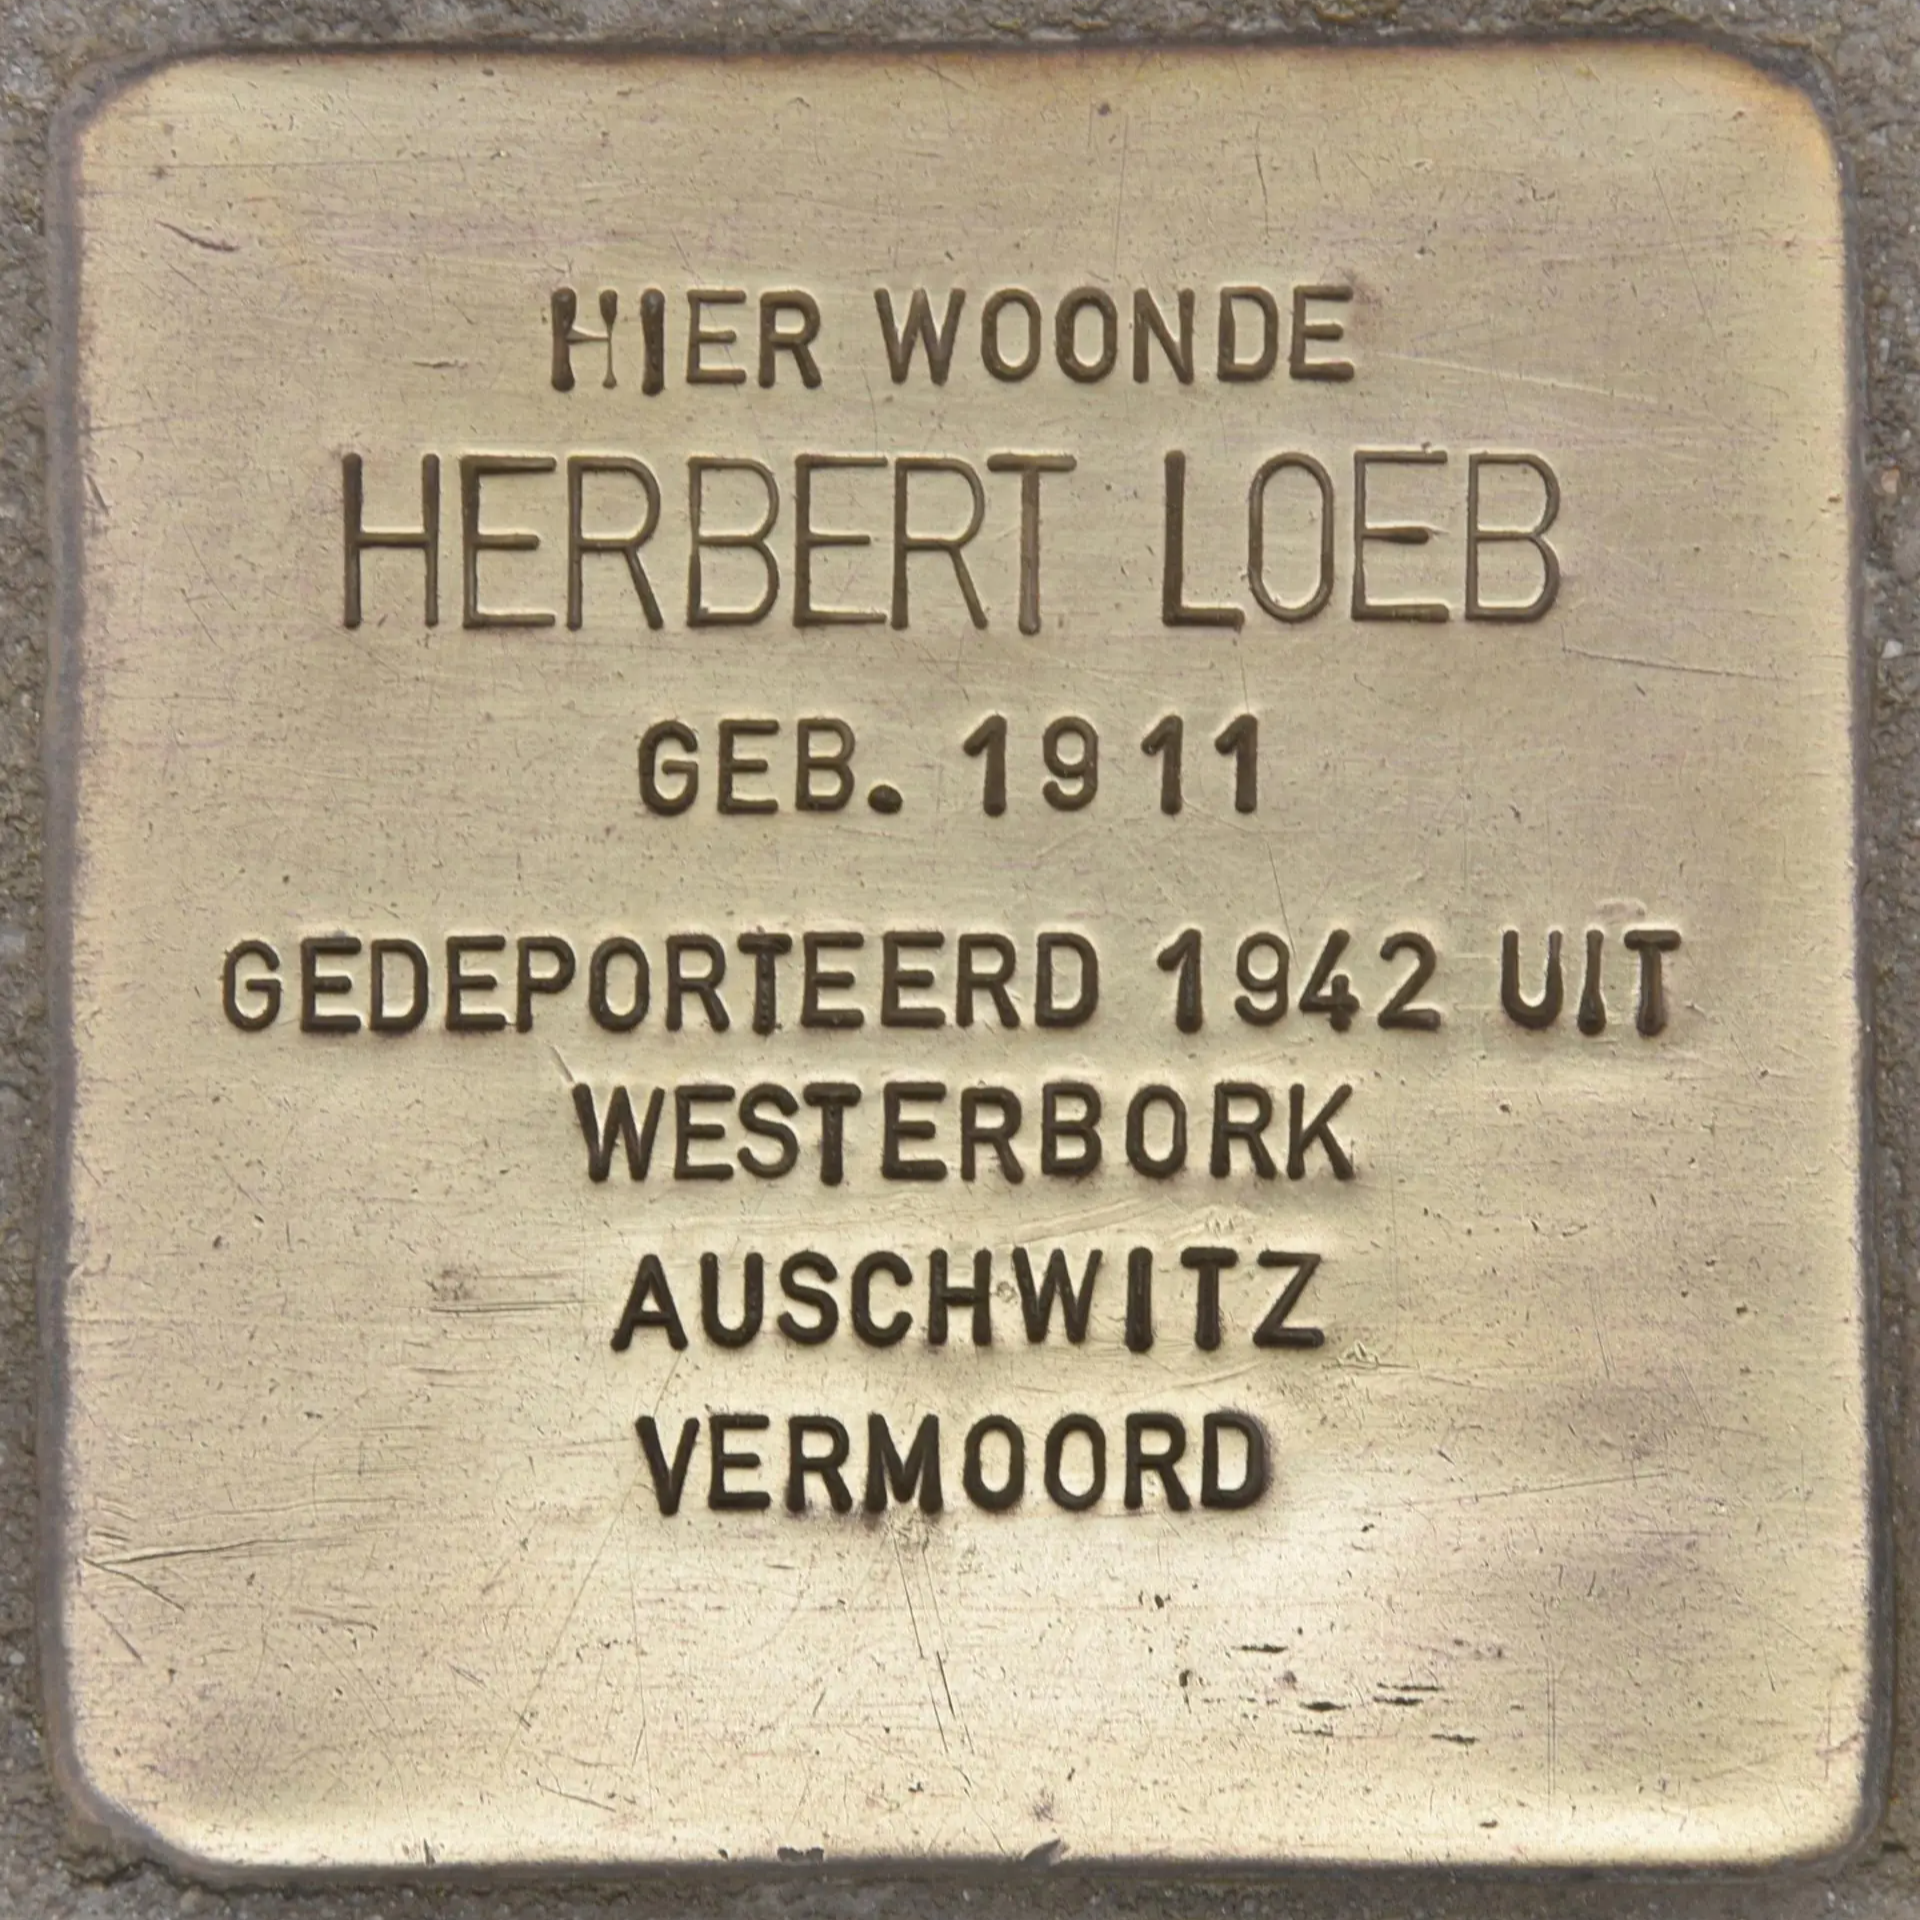 HIER WOONDE
HERBERT LOEB
GEB. 1911
GEDEPORTEERD 1942 UIT
WESTERBORK
AUSCHWITZ
VERMOORD